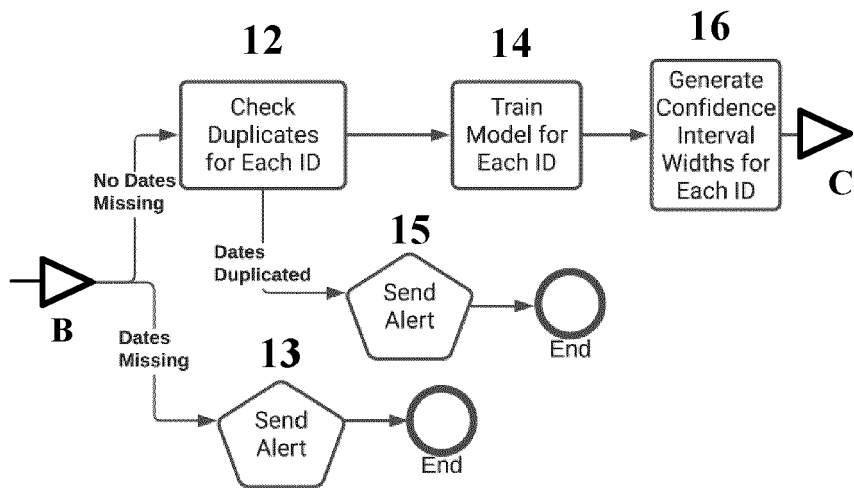 12
14
16
Check
Duplicates
for Each ID
Train
Model for
Each ID
Generate
Confidence
Interval
Widths for
Each ID
C
No Dates
Missing
B
Dates
Duplicated
15
Send
Alert
End
Dates
Missing
13
Send
Alert
End